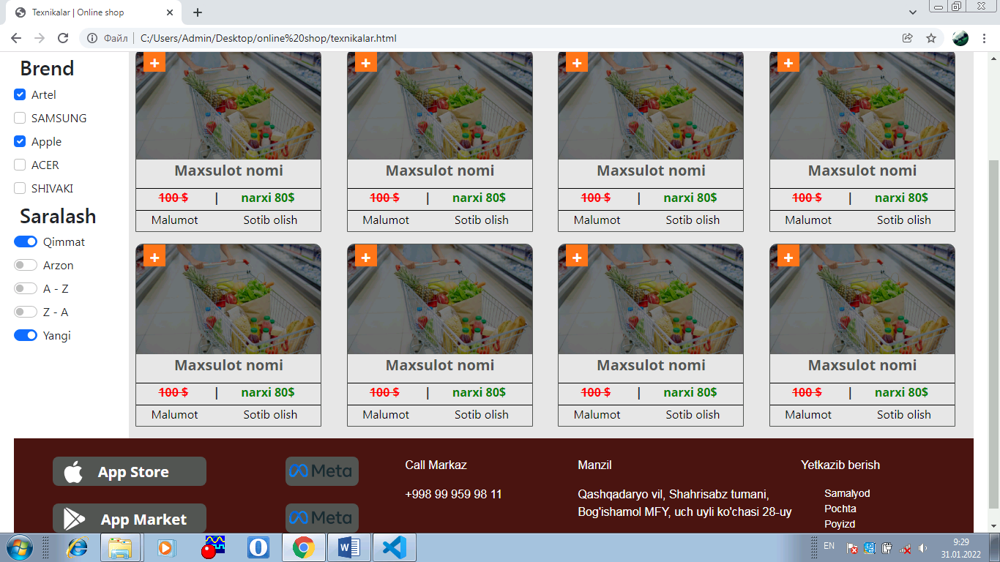 Texnikalar | Online shop
Файл | C:/Users/Admin/Desktop/online%20shop/texnikalar.html
Brend
Artel
SAMSUNG
Apple
ACER
SHIVAKI
Saralash
Qimmat
Arzon
A - Z
Z - A
Yangi
+ + + +
Maxsulot nomi Maxsulot nomi Maxsulot nomi Maxsulot nomi
100 $ | narxi 80$ 100 $ | narxi 80$ 100 $ | narxi 80$ 100 $ | narxi 80$
Malumot Sotib olish Malumot Sotib olish Malumot Sotib olish Malumot Sotib olish
+ + + +
Maxsulot nomi Maxsulot nomi Maxsulot nomi Maxsulot nomi
100 $ | narxi 80$ 100 $ | narxi 80$ 100 $ | narxi 80$ 100 $ | narxi 80$
Malumot Sotib olish Malumot Sotib olish Malumot Sotib olish Malumot Sotib olish
App Store
App Market
Meta
Meta
Call Markaz
+998 99 959 98 11
Manzil
Qashqadaryo vil, Shahrisabz tumani,
Bog'ishamol MFY, uch uyli ko'chasi 28-uy
Yetkazib berish
Samalyod
Pochta
Poyizd
EN
9:29
31.01.2022